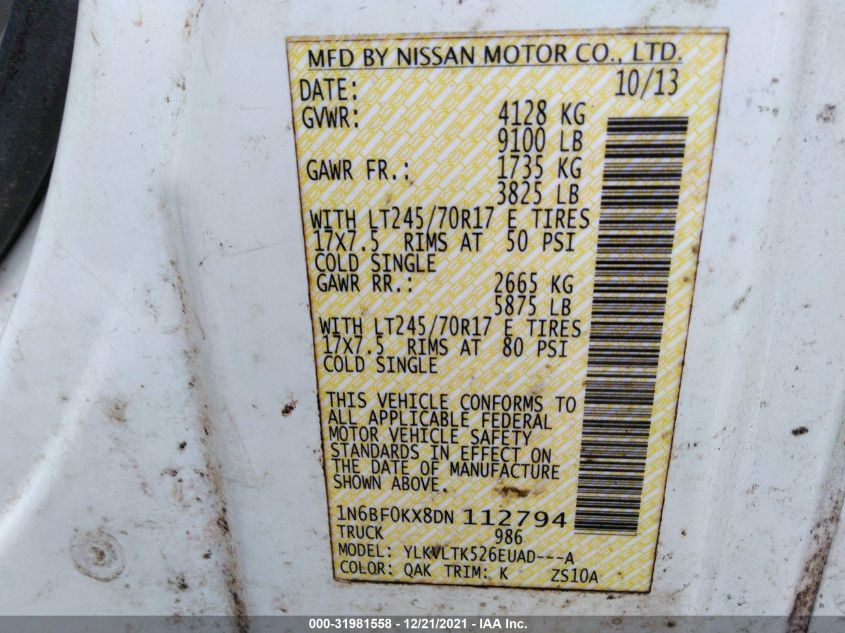 MFD BY NISSAN MOTOR CO., LTD.
DATE: 10/13
GVWR: 4128 KG
9100 LB
GAWR FR.: 1735 KG
3825 LB
WITH LT245/70R17 E TIRES
17X7.5 RIMS AT 50 PSI
COLD SINGLE
GAWR RR.: 2665 KG
5875 LB
WITH LT245/70R17 E TIRES
17X7.5 RIMS AT 80 PSI
COLD SINGLE
THIS VEHICLE CONFORMS TO
ALL APPLICABLE FEDERAL
MOTOR VEHICLE SAFETY
STANDARDS IN EFFECT ON
THE DATE OF MANUFACTURE
SHOWN ABOVE.
1N6BF0KX8DN 112794
TRUCK 986
MODEL: YLKVLTK526EUAD---A
COLOR: QAK TRIM: K ZS10A
000-31981558 - 12/21/2021 - IAA Inc.